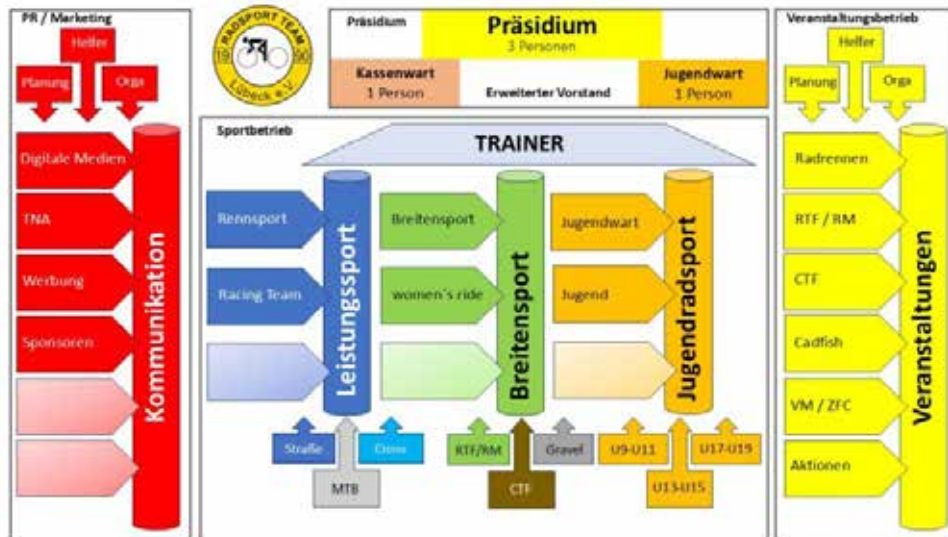 PR / Marketing
Helfer
Planung
Orga
Digitale Medien
TNA
Werbung
Sponsoren
Kommunikation
RADSPORT TEAM
19
90
Lübeck e.V.
Präsidium
Präsidium
3 Personen
Kassenwart
1 Person
Erweiterter Vorstand
Jugendwart
1 Person
Sportbetrieb
TRAINER
Rennsport
Racing Team
Leistungssport
Straße
MTB
Cross
Breitensport
women´s ride
Breitensport
RTF/RM
CTF
Gravel
Jugendwart
Jugend
Jugendradsport
U9-U11
U13-U15
U17-U19
Veranstaltungsbetrieb
Helfer
Planung
Orga
Radrennen
RTF / RM
CTF
Cadfish
VM / ZFC
Aktionen
Veranstaltungen